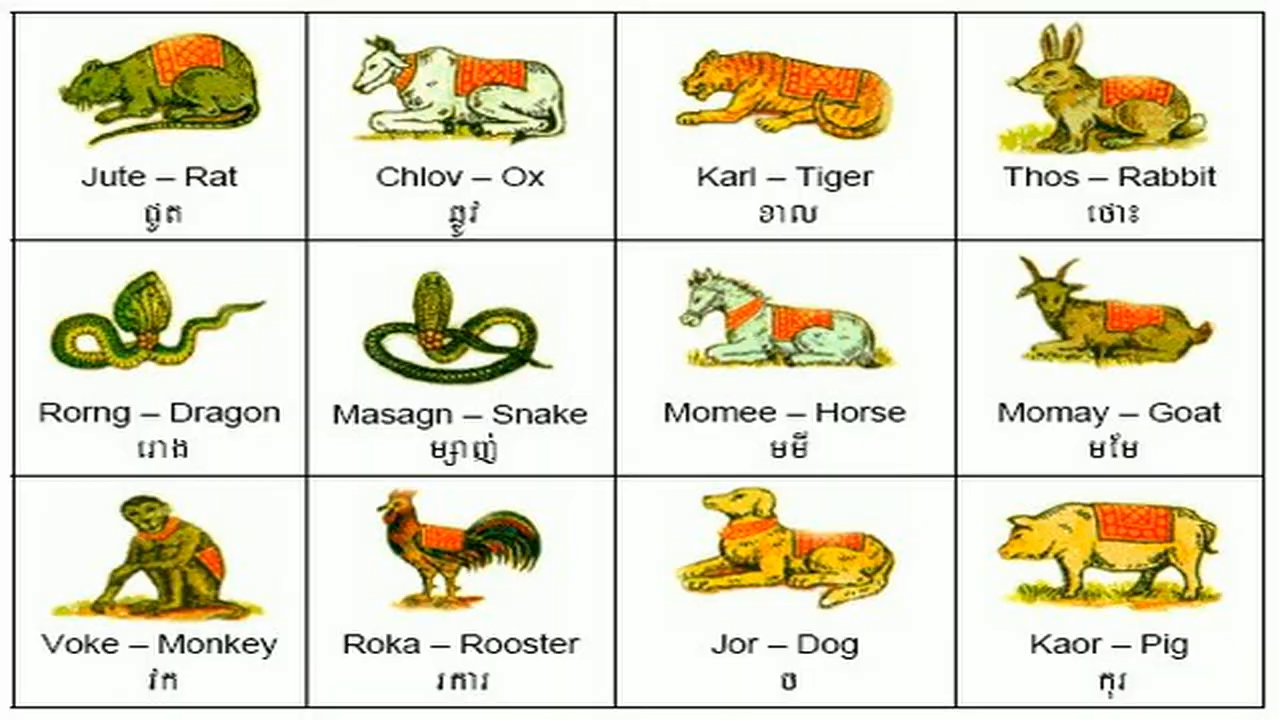 Jute – Rat
ជូត
Chlov – Ox
ឆ្លូវ
Karl – Tiger
ខាល
Thos – Rabbit
ថោះ
Rorng – Dragon
រោង
Masagn – Snake
ម្សាញ់
Momee – Horse
មមី
Momay – Goat
មមែ
Voke – Monkey
វក
Roka – Rooster
រការ
Jor – Dog
ច
Kaor – Pig
កុរ